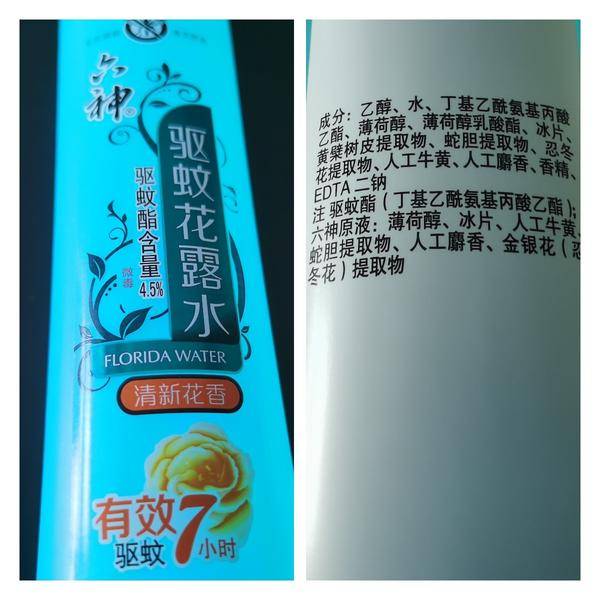 六神
驱蚊花露水
驱蚊酯含量4.5%
微毒
FLORIDA WATER
清新花香
有效
驱蚊7小时
成分：乙醇、水、丁基乙酰氨基丙酸
乙酯、薄荷醇、薄荷醇乳酸酯、冰片、
黄檗树皮提取物、蛇胆提取物、忍冬
花提取物、人工牛黄、人工麝香、香精、
EDTA 二钠
注 驱蚊酯（丁基乙酰氨基丙酸乙酯）；
六神原液：薄荷醇、冰片、人工牛黄、
蛇胆提取物、人工麝香、金银花（忍
冬花）提取物